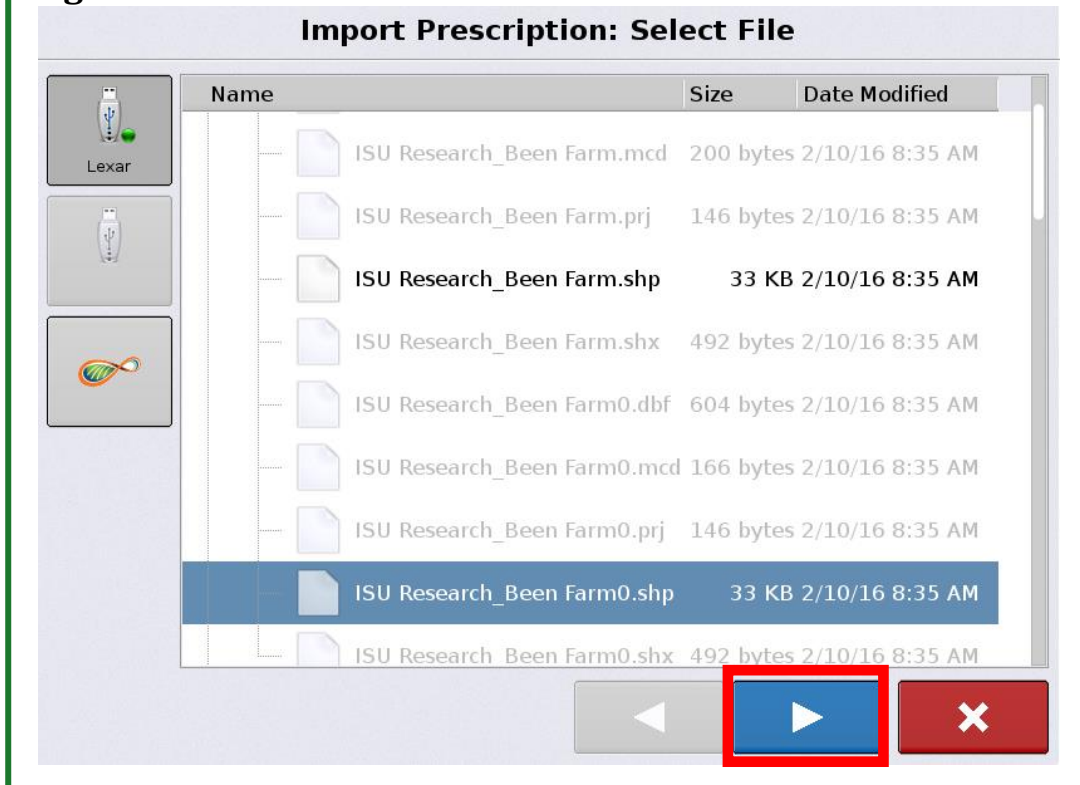 Import Prescription: Select File
Name Size Date Modified
Lexar
ISU Research_Been Farm.mcd 200 bytes 2/10/16 8:35 AM
ISU Research_Been Farm.prj 146 bytes 2/10/16 8:35 AM
ISU Research_Been Farm.shp 33 KB 2/10/16 8:35 AM
ISU Research_Been Farm.shx 492 bytes 2/10/16 8:35 AM
ISU Research_Been Farm0.dbf 604 bytes 2/10/16 8:35 AM
ISU Research_Been Farm0.mcd 166 bytes 2/10/16 8:35 AM
ISU Research_Been Farm0.prj 146 bytes 2/10/16 8:35 AM
ISU Research_Been Farm0.shp 33 KB 2/10/16 8:35 AM
ISU Research_Been Farm0.shx 492 bytes 2/10/16 8:35 AM